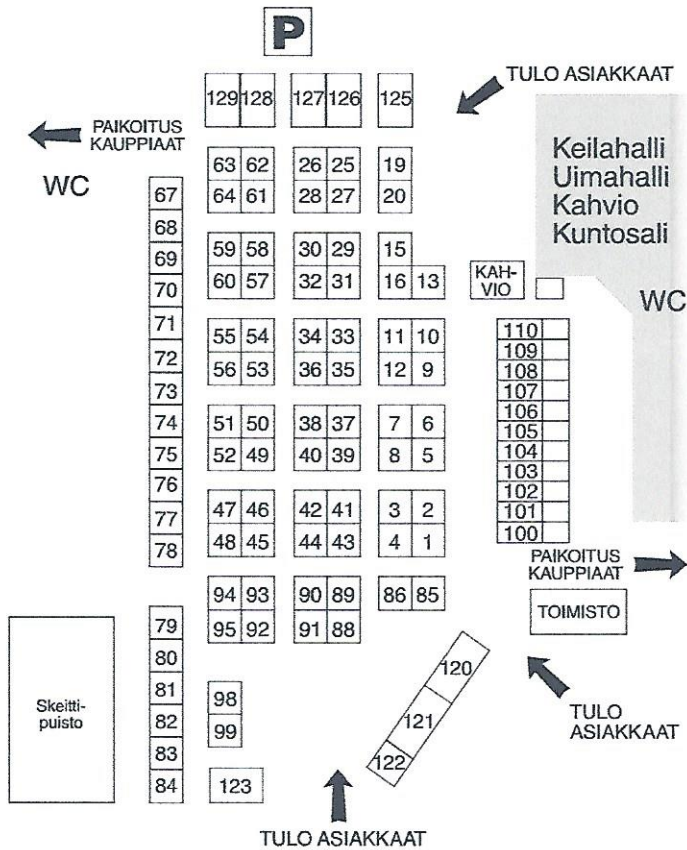 P
TULO ASIAKKAAT
129 128 127 126 125
PAIKOITUS
KAUPPIAAT
WC
Keilahalli
Uimahalli
Kahvio
Kuntosali
63 62 26 25 19
64 61 28 27 20
59 58 30 29 15
60 57 32 31 16 13
KAH-
VIO
WC
55 54 34 33 11 10
56 53 36 35 12 9
51 50 38 37 7 6
52 49 40 39 8 5
47 46 42 41 3 2
48 45 44 43 4 1
94 93 90 89 86 85
95 92 91 88
67
68
69
70
71
72
73
74
75
76
77
78
79
80
81
82
83
84
98
99
123
110
109
108
107
106
105
104
103
102
101
100
PAIKOITUS
KAUPPIAAT
TOIMISTO
120
121
122
TULO
ASIAKKAAT
Skeitti-
puisto
TULO ASIAKKAAT